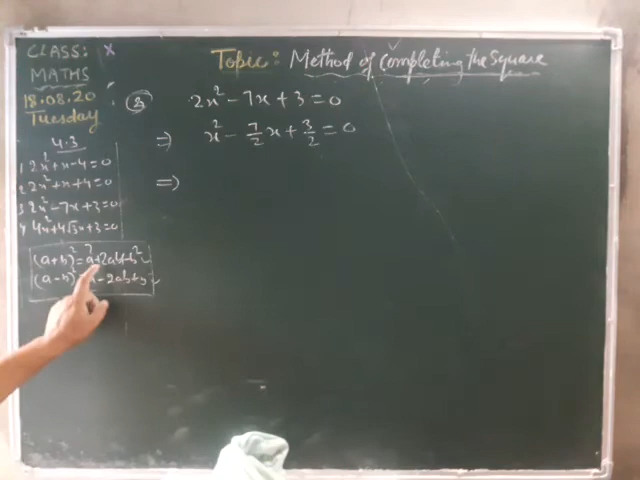 CLASS: X
MATHS
18.08.20
Tuesday
4.3
1 2x²+x-4=0
2 2x²+x+4=0
3 2x²-7x+3=0
4 4x²+4√3x+3=0
(a+b)²=a²+2ab+b²
(a-b)² - 2ab+b
Topic: Method of Completing the Square
③ 2x²-7x+3=0
⇒ x²-7/2x+3/2=0
⇒